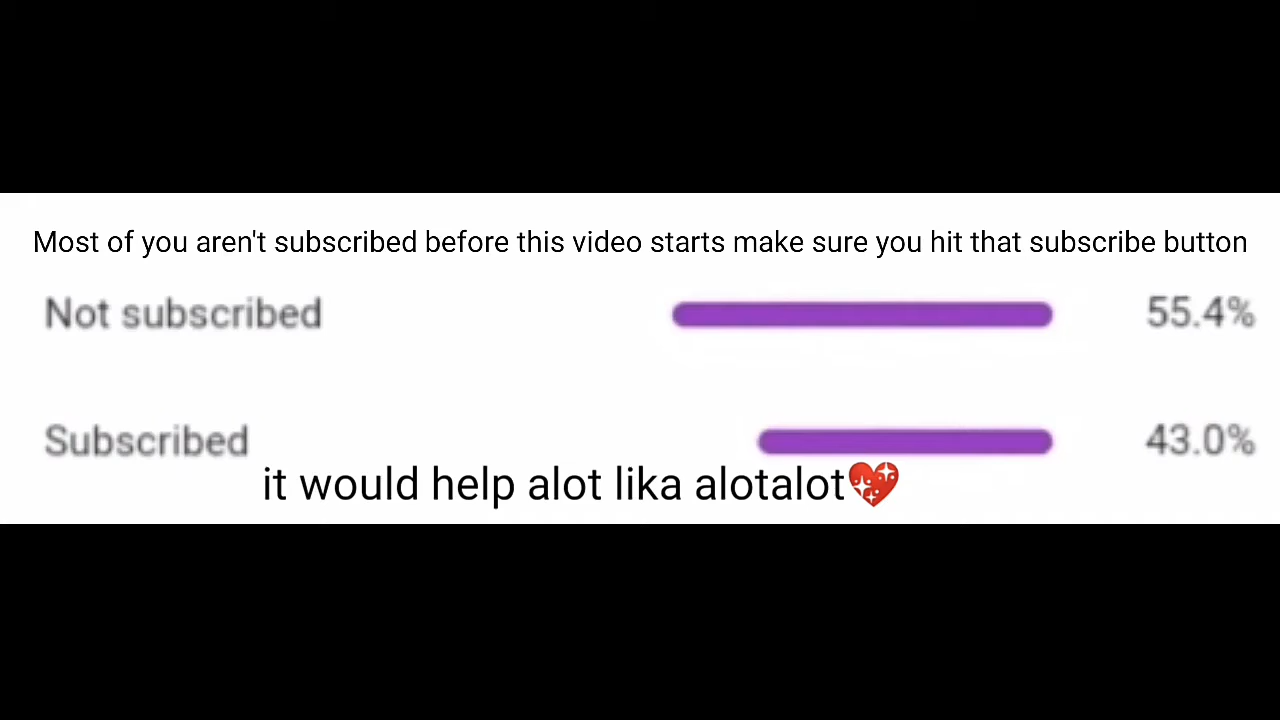 Most of you aren't subscribed before this video starts make sure you hit that subscribe button
Not subscribed 55.4%
Subscribed 43.0%
it would help alot lika alotalot💖